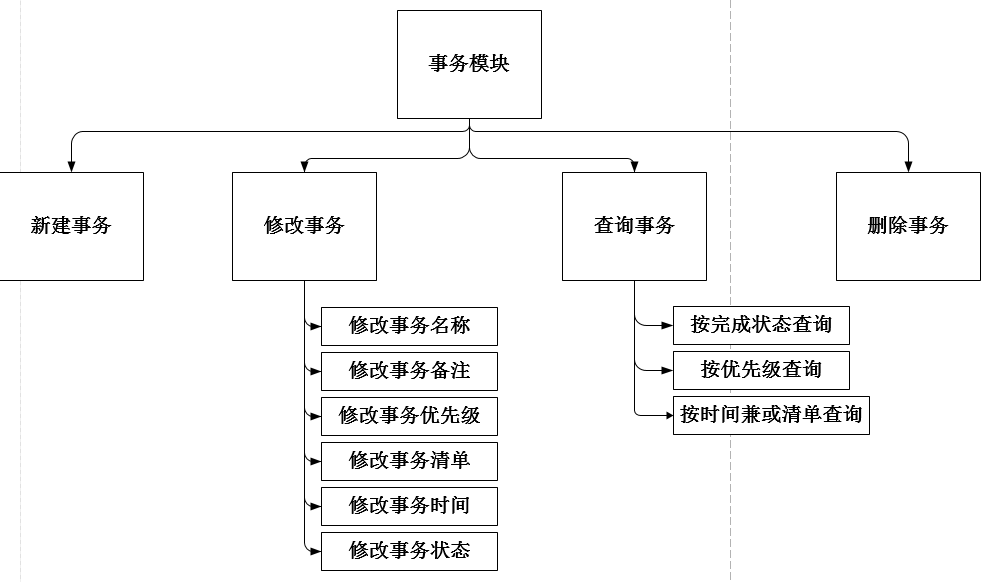 事务模块
新建事务
修改事务
查询事务
删除事务
修改事务名称
修改事务备注
修改事务优先级
修改事务清单
修改事务时间
修改事务状态
按完成状态查询
按优先级查询
按时间兼或清单查询